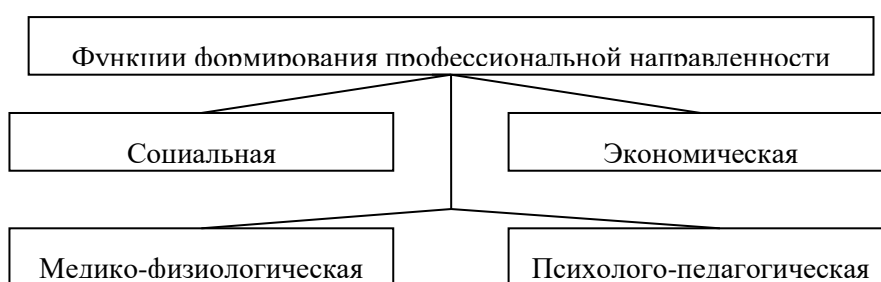 Функции формирования профессиональной направленности
Социальная
Экономическая
Медико-физиологическая
Психолого-педагогическая